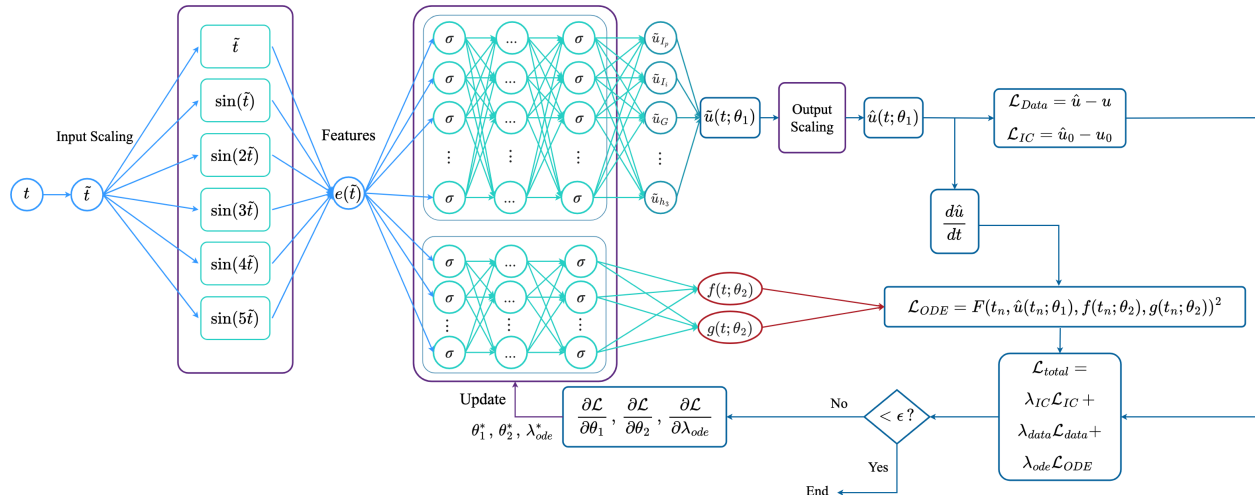 t
Input Scaling
t̃
t̃
sin(t̃)
sin(2t̃)
sin(3t̃)
sin(4t̃)
sin(5t̃)
Features
e(t̃)
σ ... σ ũ_{I_p}
σ ... σ ũ_{I_i}
σ ... σ ũ_G
⋮ ⋮ ⋮ ⋮
σ ... σ ũ_{h_3}
ũ(t; θ_1)
Output
Scaling
û(t; θ_1)
ℒ_{Data} = û − u
ℒ_{IC} = û_0 − u_0
dû
dt
σ ... σ
σ ... σ
⋮ ⋮ ⋮
σ ... σ
f(t; θ_2)
g(t; θ_2)
ℒ_{ODE} = F(t_n, û(t_n; θ_1), f(t_n; θ_2), g(t_n; θ_2))^2
ℒ_{total} =
λ_{IC}ℒ_{IC} +
λ_{data}ℒ_{data}+
λ_{ode}ℒ_{ODE}
< ϵ ?
No
Yes
End
∂ℒ/∂θ_1 , ∂ℒ/∂θ_2 , ∂ℒ/∂λ_{ode}
Update
θ_1^*, θ_2^*, λ_{ode}^*